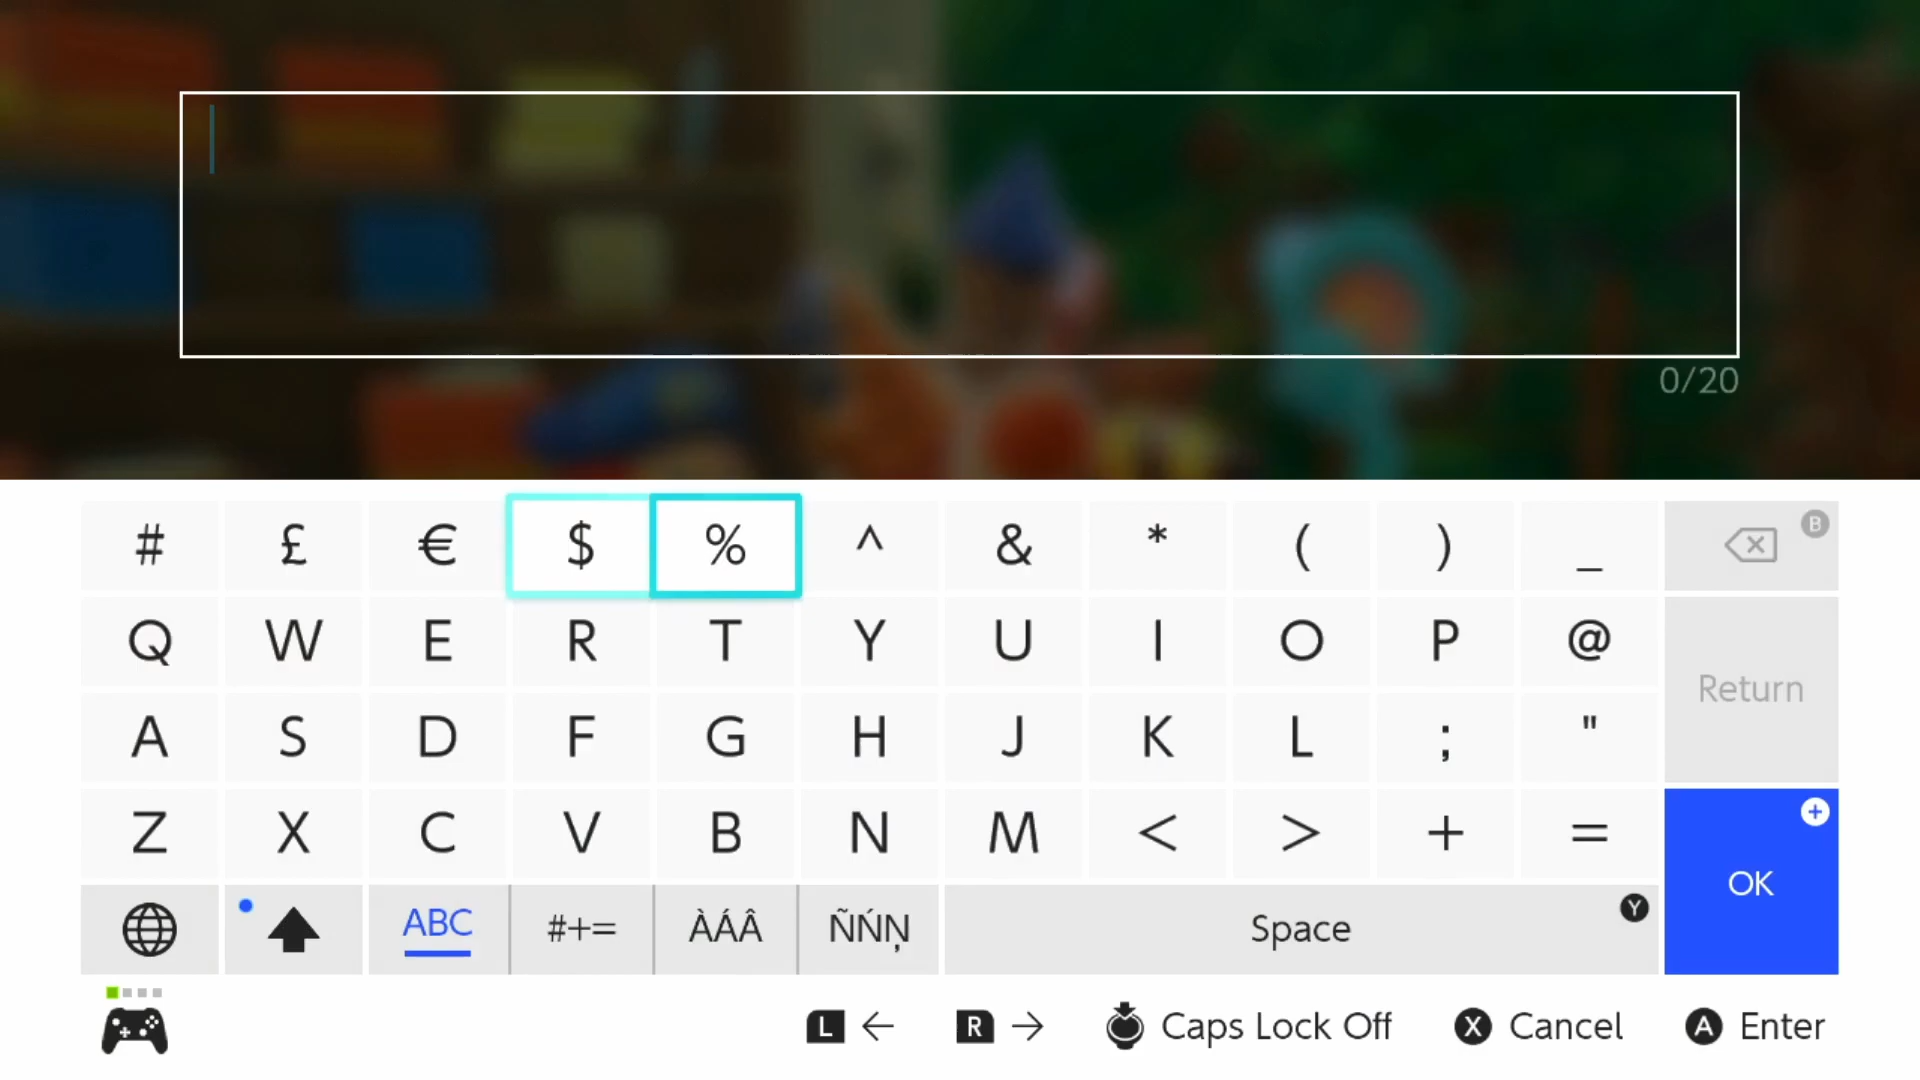 0/20
# £ € $ % ^ & * ( ) _ B
Q W E R T Y U I O P @ Return
A S D F G H J K L ; "
Z X C V B N M < > + = OK +
ABC #+= ÀÁÂ ÑŃŅ Space Y
L ← R → Caps Lock Off X Cancel A Enter